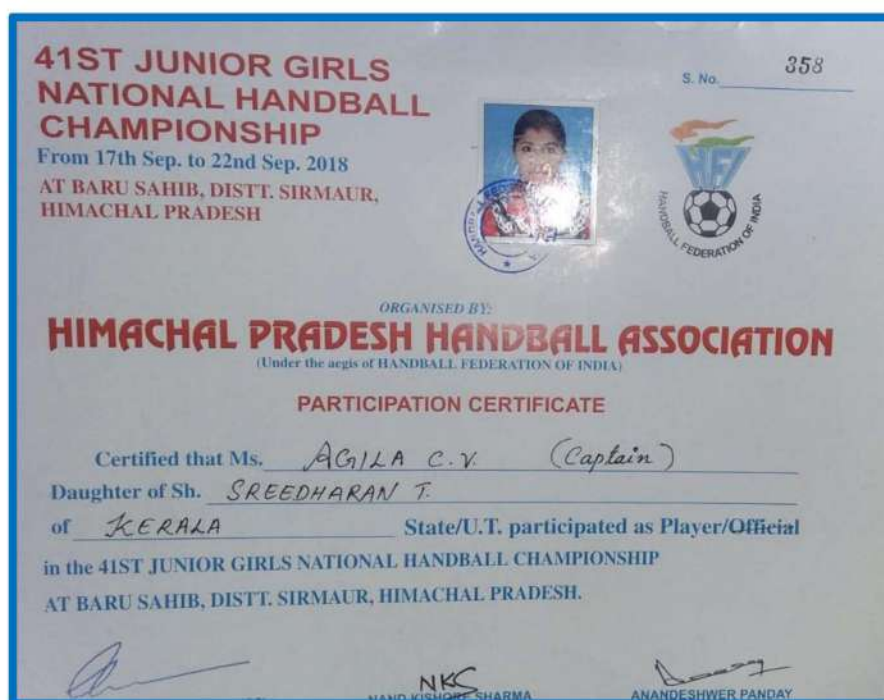 41ST JUNIOR GIRLS
NATIONAL HANDBALL
CHAMPIONSHIP
From 17th Sep. to 22nd Sep. 2018
AT BARU SAHIB, DISTT. SIRMAUR,
HIMACHAL PRADESH
S. No. 358
HFI
HANDBALL FEDERATION OF INDIA
ORGANISED BY:
HIMACHAL PRADESH HANDBALL ASSOCIATION
(Under the aegis of HANDBALL FEDERATION OF INDIA)
PARTICIPATION CERTIFICATE
Certified that Ms. AGILA C.V. (Captain)
Daughter of Sh. SREEDHARAN T.
of KERALA State/U.T. participated as Player/Official
in the 41ST JUNIOR GIRLS NATIONAL HANDBALL CHAMPIONSHIP
AT BARU SAHIB, DISTT. SIRMAUR, HIMACHAL PRADESH.
NKS
NAND KISHORE SHARMA
ANANDESHWER PANDAY